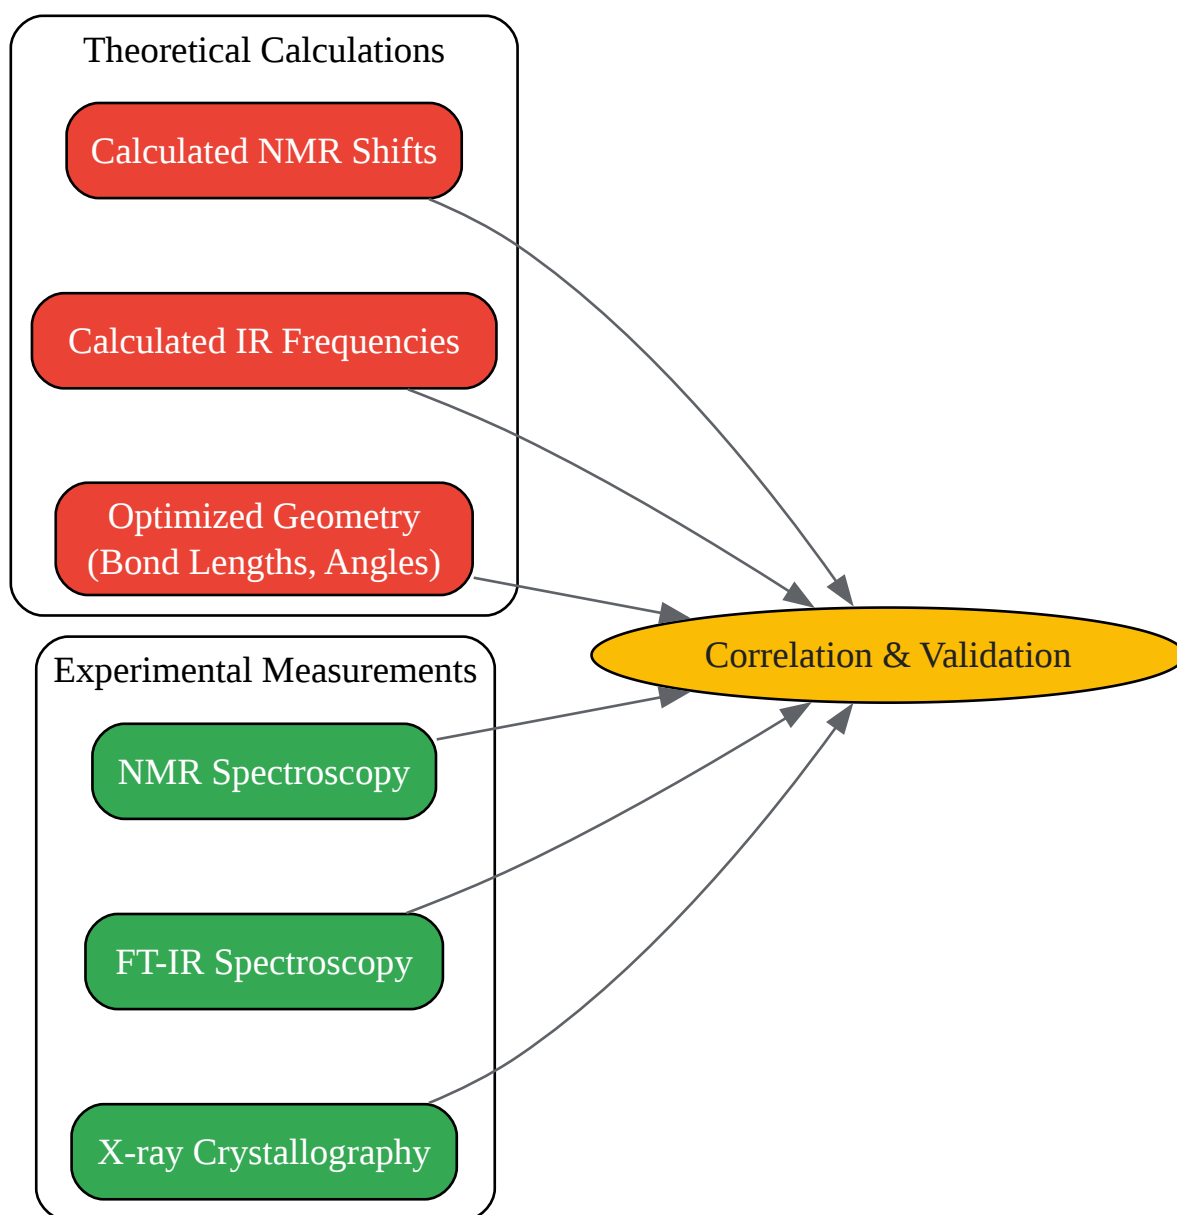 Theoretical Calculations
Calculated NMR Shifts
Calculated IR Frequencies
Optimized Geometry
(Bond Lengths, Angles)
Correlation & Validation
Experimental Measurements
NMR Spectroscopy
FT-IR Spectroscopy
X-ray Crystallography